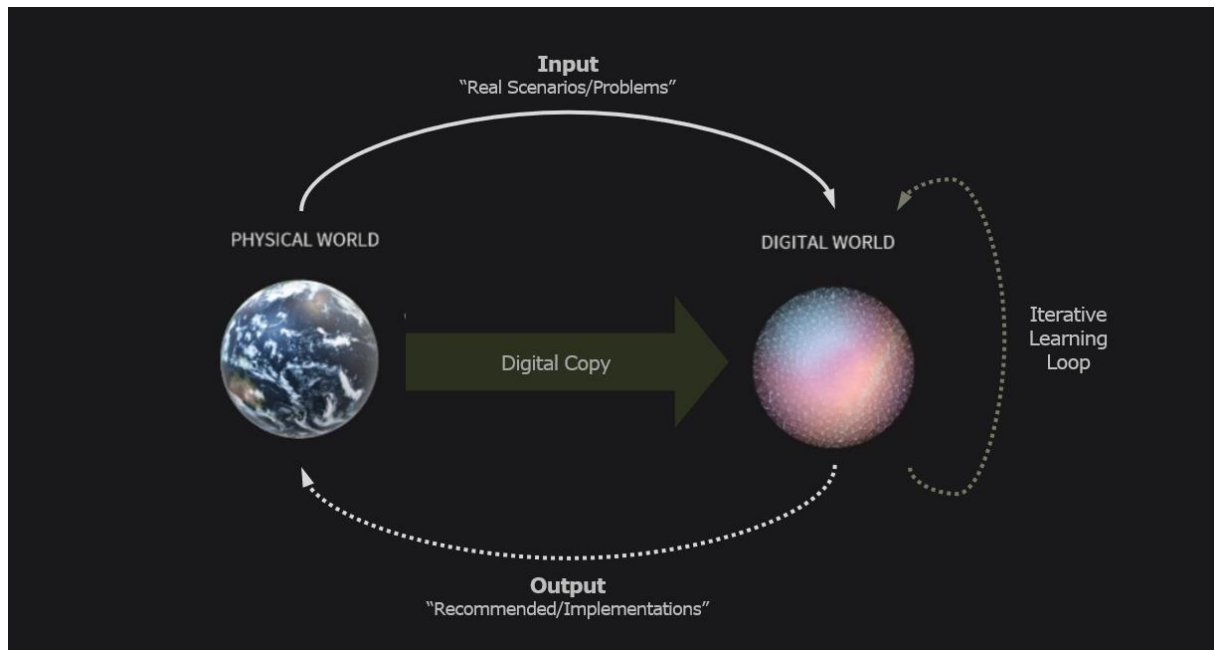 Input
“Real Scenarios/Problems”
PHYSICAL WORLD
DIGITAL WORLD
Digital Copy
Iterative
Learning
Loop
Output
“Recommended/Implementations”